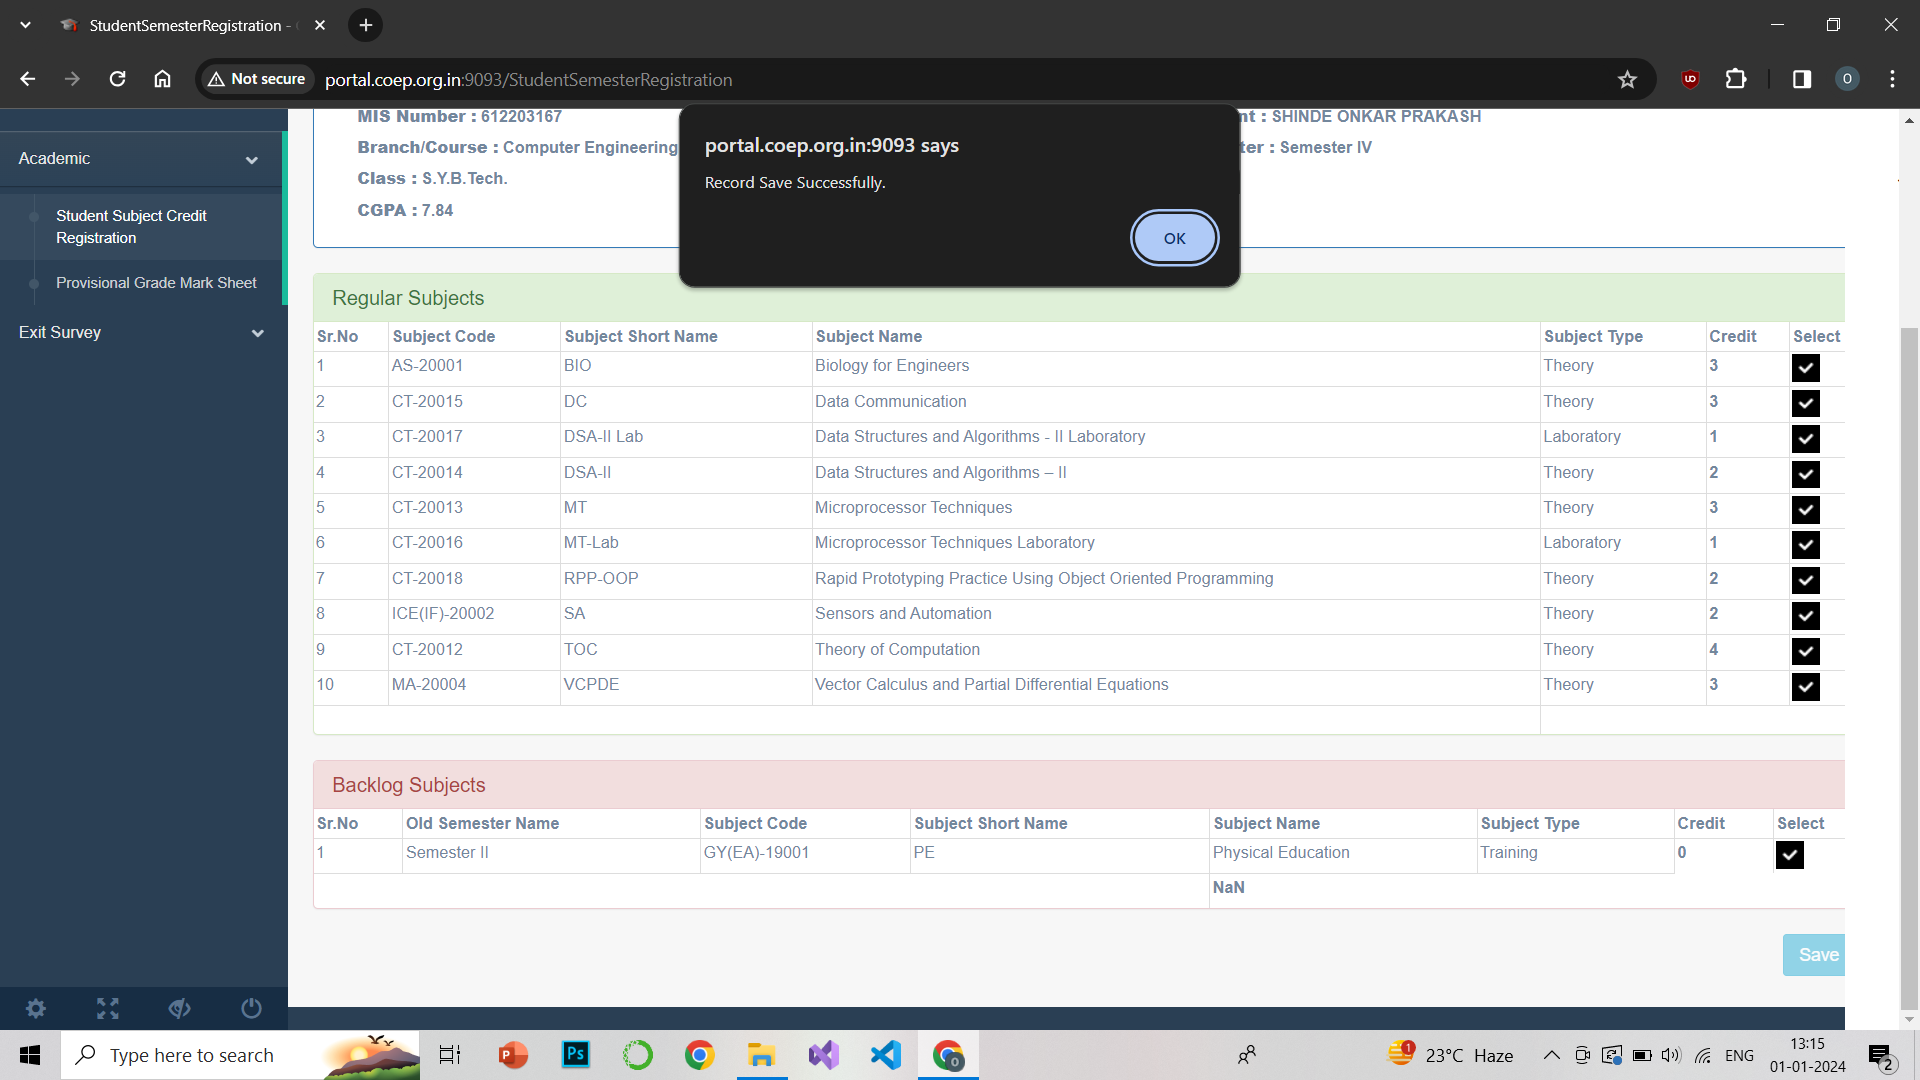 StudentSemesterRegistration -
Not secure
portal.coep.org.in:9093/StudentSemesterRegistration
O
portal.coep.org.in:9093 says
Record Save Successfully.
OK
MIS Number : 612203167
nt : SHINDE ONKAR PRAKASH
Branch/Course : Computer Engineering
ter : Semester IV
Class : S.Y.B.Tech.
CGPA : 7.84
Academic
Student Subject Credit
Registration
Provisional Grade Mark Sheet
Exit Survey
Regular Subjects
Sr.No Subject Code Subject Short Name Subject Name Subject Type Credit Select
1 AS-20001 BIO Biology for Engineers Theory 3
2 CT-20015 DC Data Communication Theory 3
3 CT-20017 DSA-II Lab Data Structures and Algorithms - II Laboratory Laboratory 1
4 CT-20014 DSA-II Data Structures and Algorithms – II Theory 2
5 CT-20013 MT Microprocessor Techniques Theory 3
6 CT-20016 MT-Lab Microprocessor Techniques Laboratory Laboratory 1
7 CT-20018 RPP-OOP Rapid Prototyping Practice Using Object Oriented Programming Theory 2
8 ICE(IF)-20002 SA Sensors and Automation Theory 2
9 CT-20012 TOC Theory of Computation Theory 4
10 MA-20004 VCPDE Vector Calculus and Partial Differential Equations Theory 3
Backlog Subjects
Sr.No Old Semester Name Subject Code Subject Short Name Subject Name Subject Type Credit Select
1 Semester II GY(EA)-19001 PE Physical Education Training 0
NaN
Save
Type here to search
P
Ps
O
1
23°C Haze
ENG
13:15
01-01-2024
2